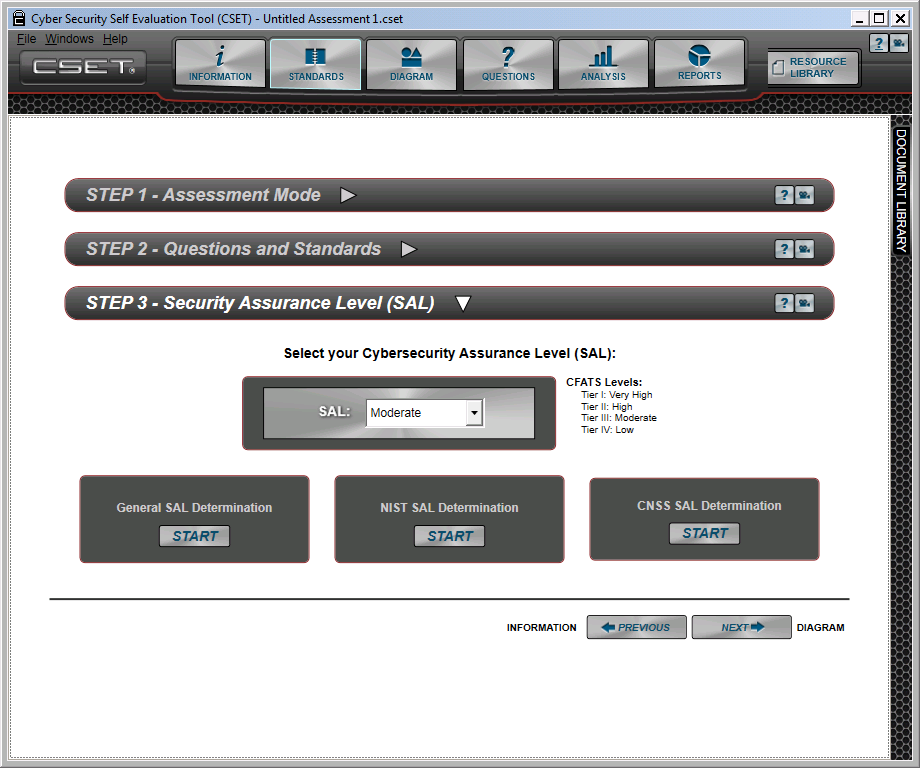 Cyber Security Self Evaluation Tool (CSET) - Untitled Assessment 1.cset
File Windows Help
CSET
INFORMATION
STANDARDS
DIAGRAM
?
QUESTIONS
ANALYSIS
REPORTS
RESOURCE
LIBRARY
?
DOCUMENT LIBRARY
STEP 1 - Assessment Mode
?
STEP 2 - Questions and Standards
?
STEP 3 - Security Assurance Level (SAL)
?
Select your Cybersecurity Assurance Level (SAL):
SAL: Moderate
CFATS Levels:
Tier I: Very High
Tier II: High
Tier III: Moderate
Tier IV: Low
General SAL Determination
START
NIST SAL Determination
START
CNSS SAL Determination
START
INFORMATION PREVIOUS NEXT DIAGRAM